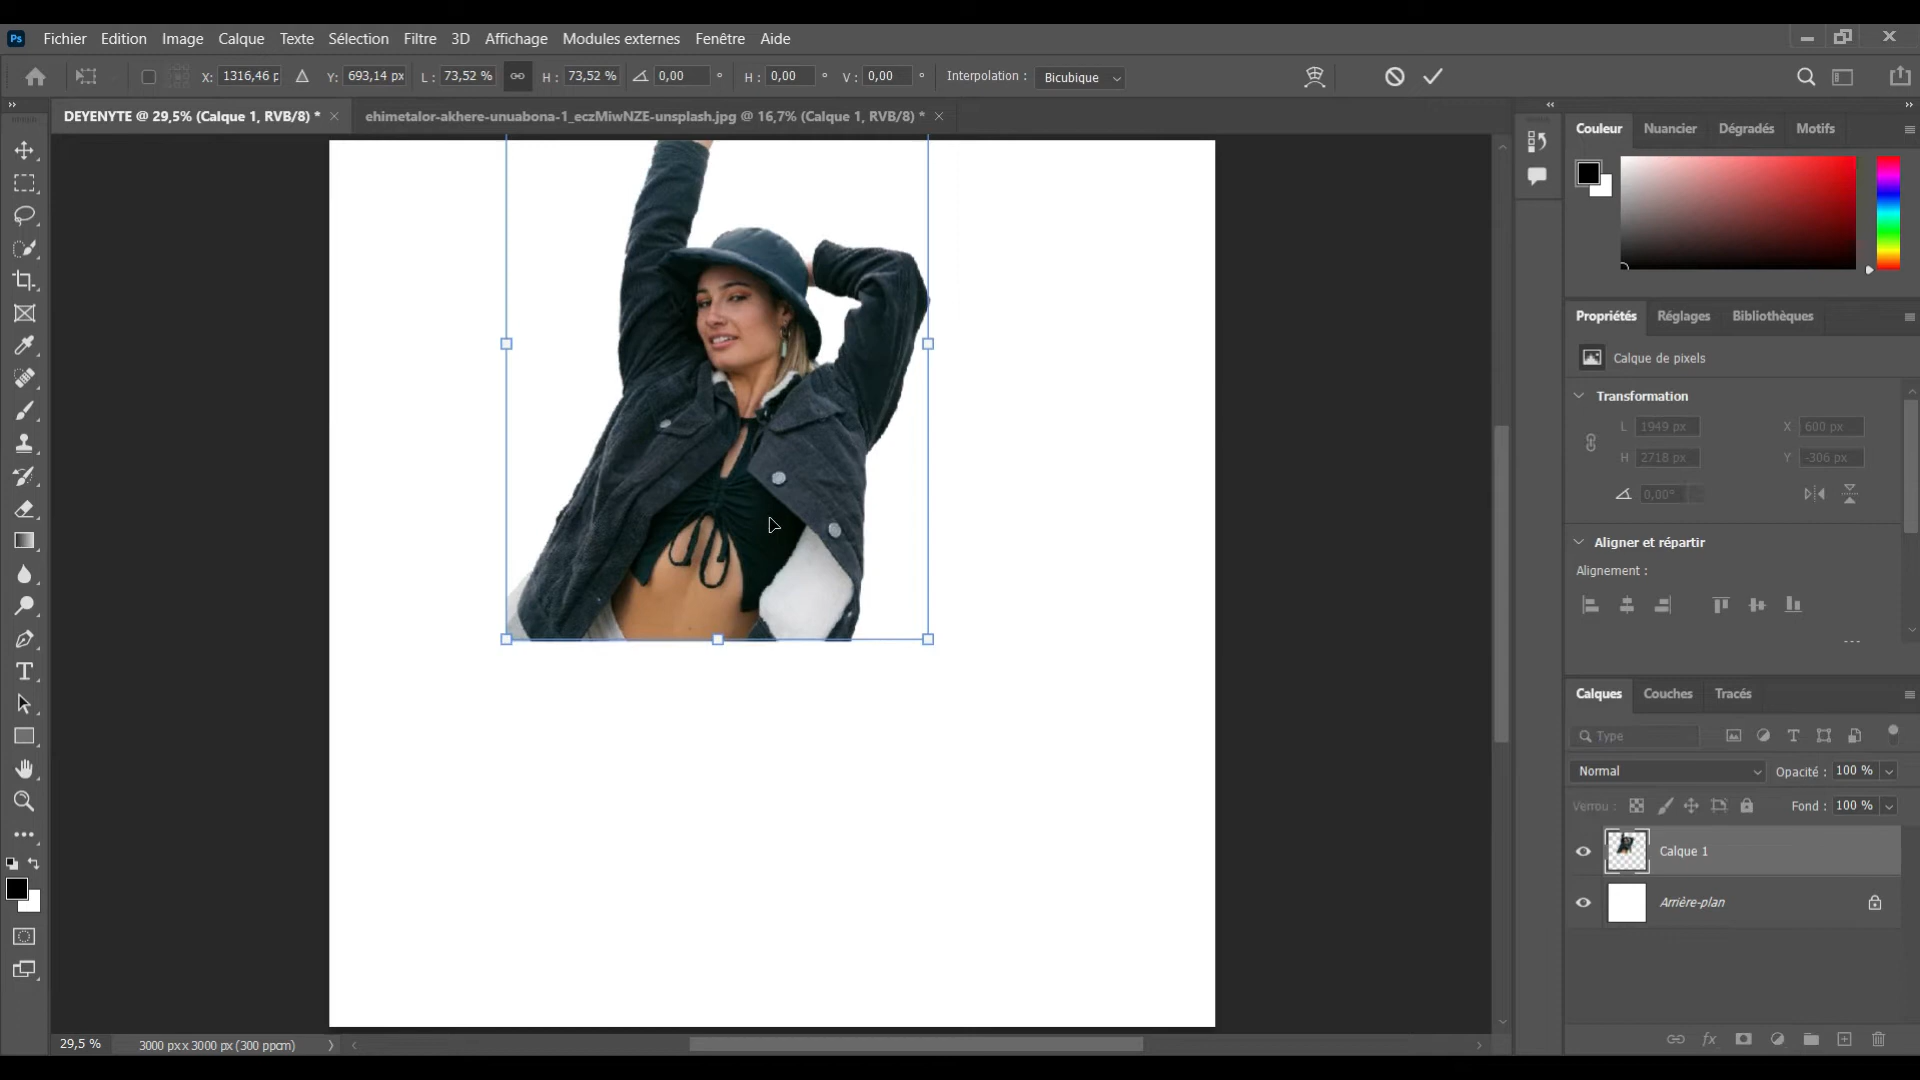 Ps Fichier Edition Image Calque Texte Sélection Filtre 3D Affichage Modules externes Fenêtre Aide
X: 1316,46 p Y: 693,14 px L: 73,52 % H: 73,52 % 0,00 ° H: 0,00 ° V: 0,00 ° Interpolation : Bicubique
DEYENYTE @ 29,5% (Calque 1, RVB/8) * ehimetalor-akhere-unuabona-1_eczMiwNZE-unsplash.jpg @ 16,7% (Calque 1, RVB/8) *
Couleur Nuancier Dégradés Motifs
Propriétés Réglages Bibliothèques
Calque de pixels
Transformation
L 1949 px X 600 px
H 2718 px Y -306 px
0,00°
Aligner et répartir
Alignement :
Calques Couches Tracés
Type
Normal Opacité : 100 %
Verrou : Fond : 100 %
Calque 1
Arrière-plan
fx
29,5 % 3000 px x 3000 px (300 ppcm)